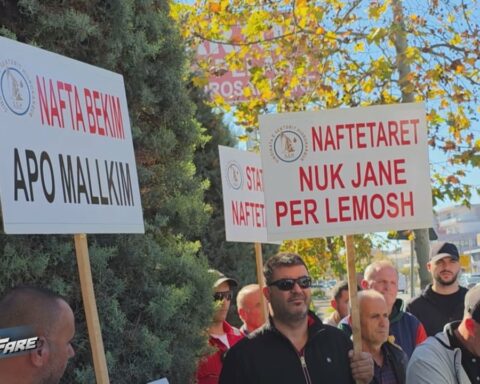 NAFTA BEKIM
APO MALLKIM
STAT
NAFTET
NAFTETARET
NUK JANE
PER LEMOSH
FARE